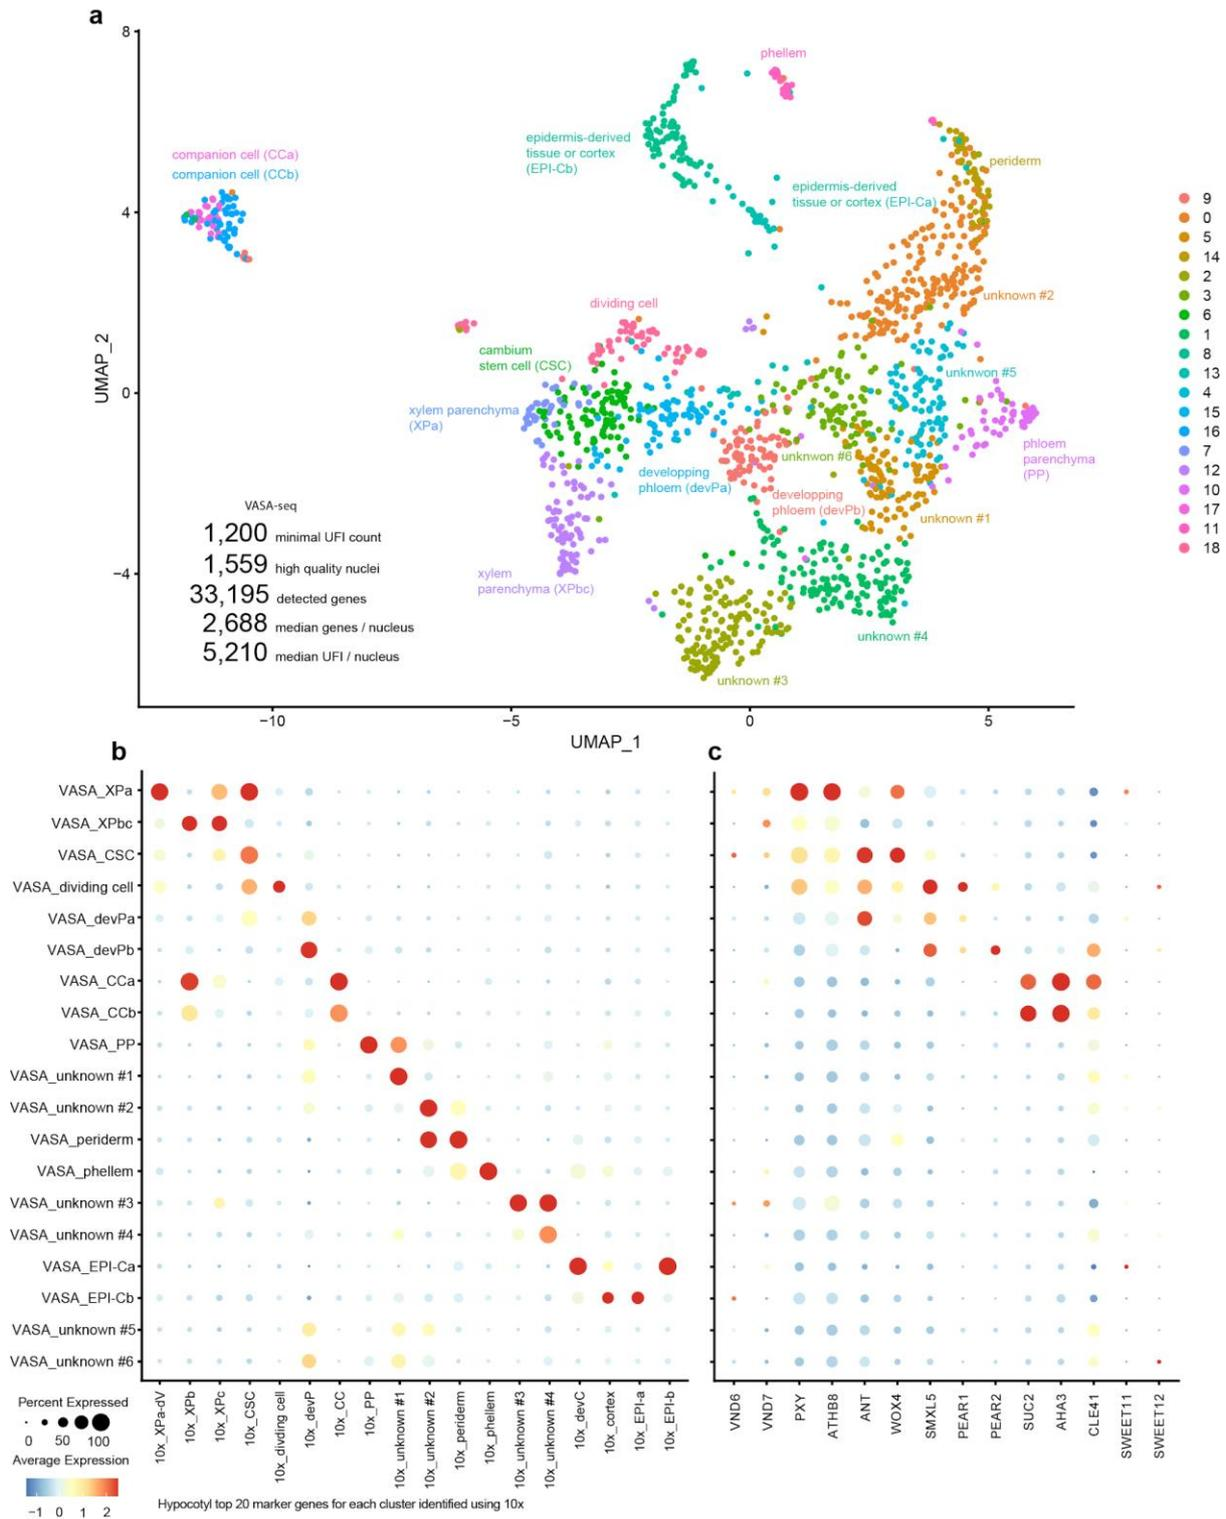 a
8
4
0
−4
UMAP_2
−10
−5
0
5
UMAP_1
companion cell (CCa)
companion cell (CCb)
epidermis-derived
tissue or cortex
(EPI-Cb)
phellem
epidermis-derived
tissue or cortex (EPI-Ca)
periderm
unknown #2
dividing cell
cambium
stem cell (CSC)
xylem parenchyma
(XPa)
developping
phloem (devPa)
unknwon #5
unknwon #6
phloem
parenchyma
(PP)
developping
phloem (devPb)
unknown #1
xylem
parenchyma (XPbc)
unknown #4
unknown #3
VASA-seq
1,200 minimal UFI count
1,559 high quality nuclei
33,195 detected genes
2,688 median genes / nucleus
5,210 median UFI / nucleus
9
0
5
14
2
3
6
1
8
13
4
15
16
7
12
10
17
11
18
b
VASA_XPa
VASA_XPbc
VASA_CSC
VASA_dividing cell
VASA_devPa
VASA_devPb
VASA_CCa
VASA_CCb
VASA_PP
VASA_unknown #1
VASA_unknown #2
VASA_periderm
VASA_phellem
VASA_unknown #3
VASA_unknown #4
VASA_EPI-Ca
VASA_EPI-Cb
VASA_unknown #5
VASA_unknown #6
10x_XPa-dV
10x_XPb
10x_XPc
10x_CSC
10x_divding cell
10x_devP
10x_CC
10x_PP
10x_unknown #1
10x_unknown #2
10x_periderm
10x_phellem
10x_unknown #3
10x_unknown #4
10x_devC
10x_cortex
10x_EPI-a
10x_EPI-b
c
VND6
VND7
PXY
ATHB8
ANT
WOX4
SMXL5
PEAR1
PEAR2
SUC2
AHA3
CLE41
SWEET11
SWEET12
Percent Expressed
0 50 100
Average Expression
−1 0 1 2
Hypocotyl top 20 marker genes for each cluster identified using 10x